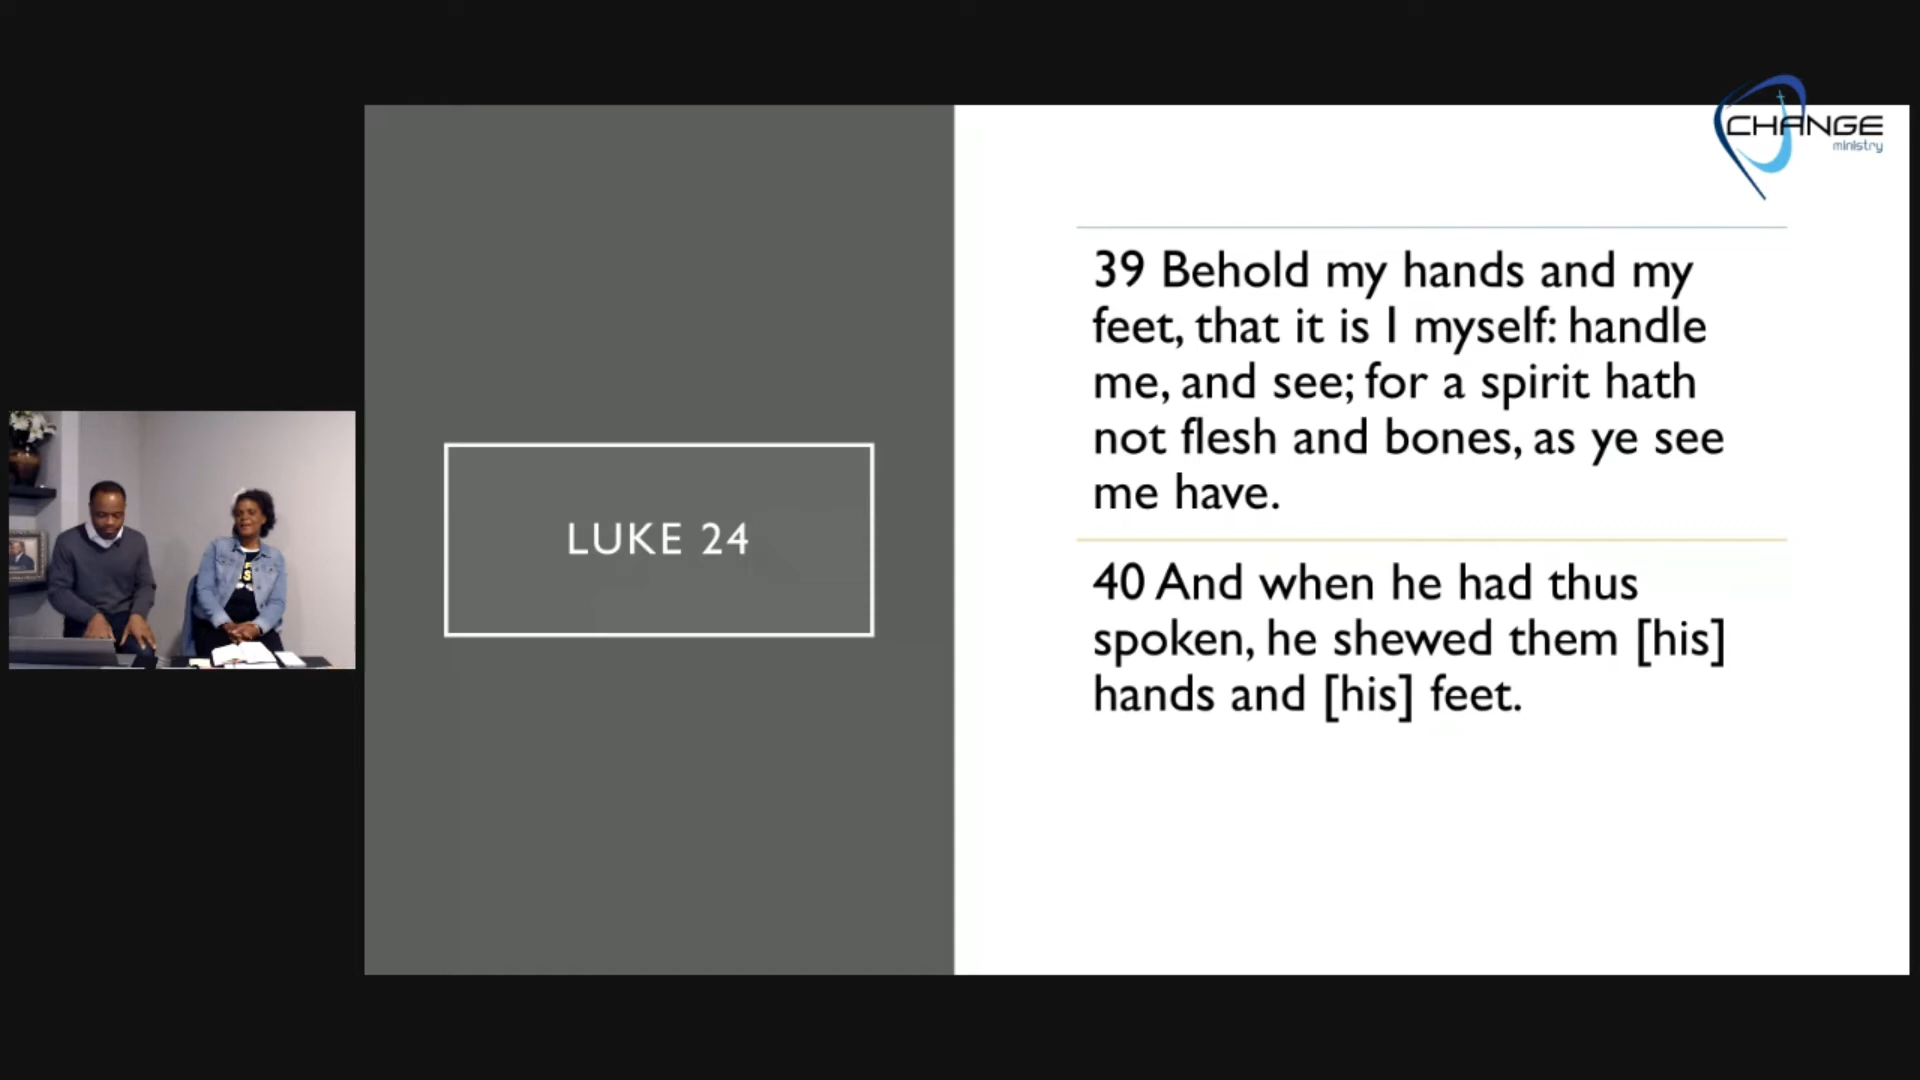 CHANGE
ministry
LUKE 24
39 Behold my hands and my
feet, that it is I myself: handle
me, and see; for a spirit hath
not flesh and bones, as ye see
me have.
40 And when he had thus
spoken, he shewed them [his]
hands and [his] feet.